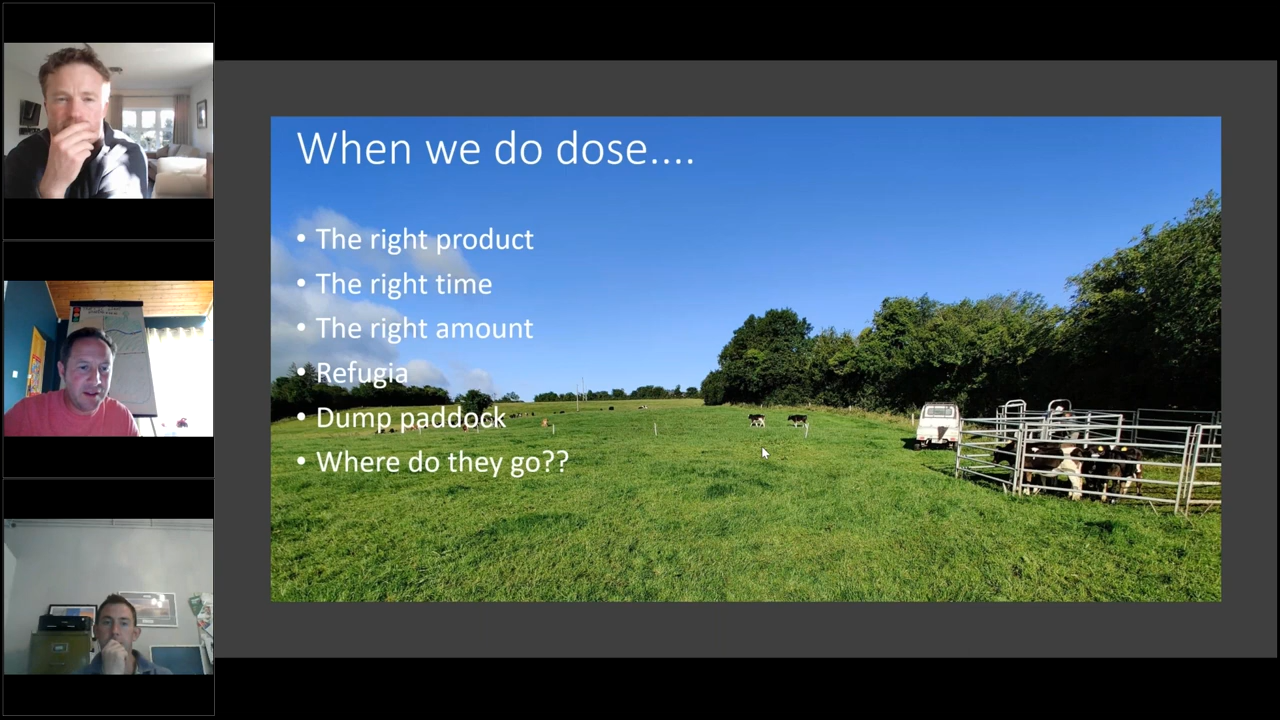 When we do dose....
• The right product
• The right time
• The right amount
• Refugia
• Dump paddock
• Where do they go??